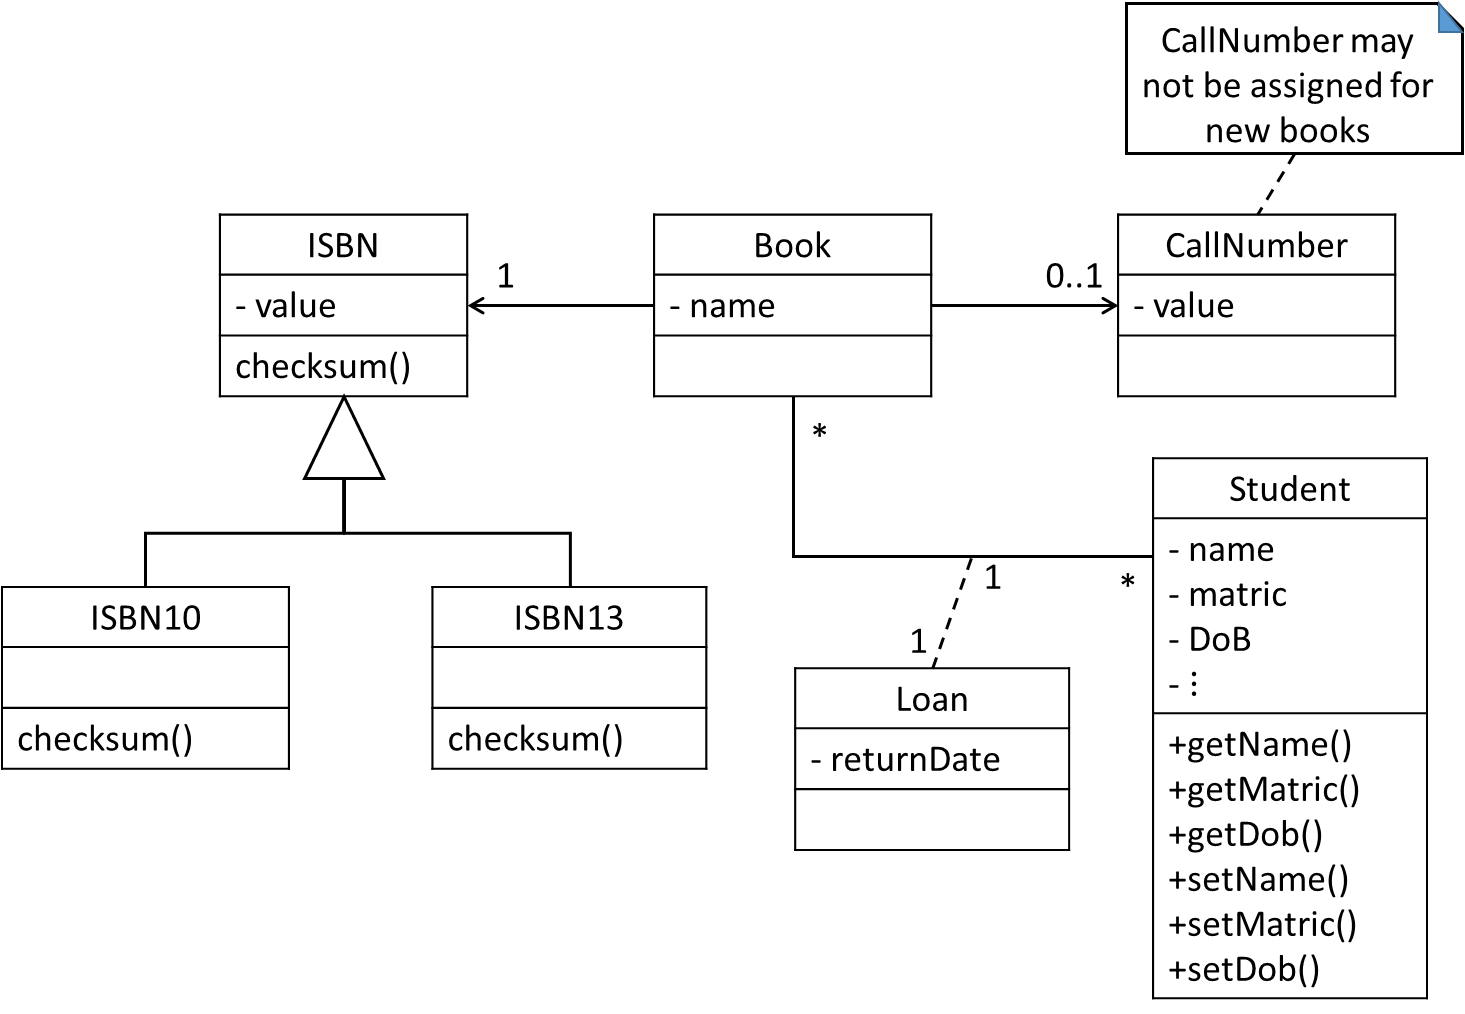 CallNumber may
not be assigned for
new books
ISBN
- value
checksum()
1
Book
- name
0..1
CallNumber
- value
*
1
*
1
Student
- name
- matric
- DoB
- ⋮
+getName()
+getMatric()
+getDob()
+setName()
+setMatric()
+setDob()
ISBN10
checksum()
ISBN13
checksum()
Loan
- returnDate